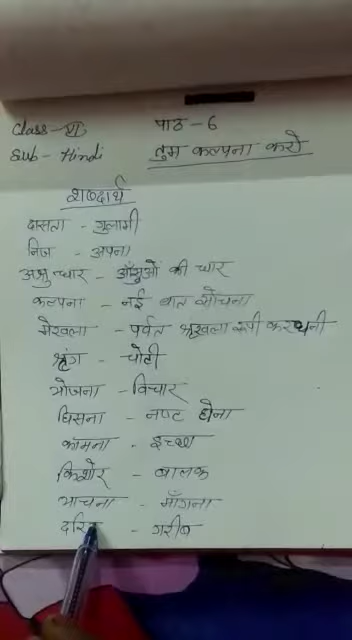 Class - VI पाठ - 6
Sub - Hindi तुम कल्पना करो
शब्दार्थ
दासता - गुलामी
निज - अपना
अश्रु धार - आँसुओं की धार
कल्पना - नई बात सोचना
मेखला - पर्वत श्रृंखला रूपी करधनी
श्रृंग - चोटी
योजना - विचार
घिसना - नष्ट होना
कामना - इच्छा
किशोर - बालक
याचना - माँगना
- गरीब